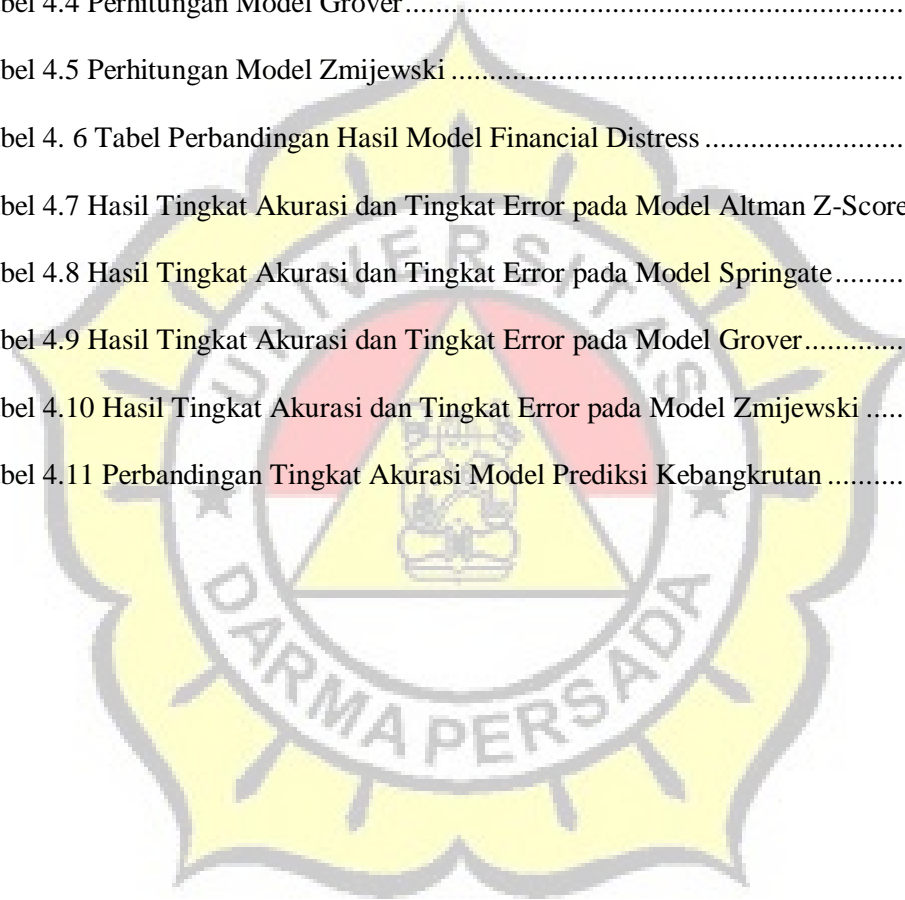 bel 4.4 Perhitungan Model Grover....................................................................
bel 4.5 Perhitungan Model Zmijewski..........................................................
bel 4. 6 Tabel Perbandingan Hasil Model Financial Distress...........................
bel 4.7 Hasil Tingkat Akurasi dan Tingkat Error pada Model Altman Z-Score
bel 4.8 Hasil Tingkat Akurasi dan Tingkat Error pada Model Springate..........
bel 4.9 Hasil Tingkat Akurasi dan Tingkat Error pada Model Grover..............
bel 4.10 Hasil Tingkat Akurasi dan Tingkat Error pada Model Zmijewski .....
bel 4.11 Perbandingan Tingkat Akurasi Model Prediksi Kebangkrutan ..........
UNIVERSITAS
DARMA PERSADA